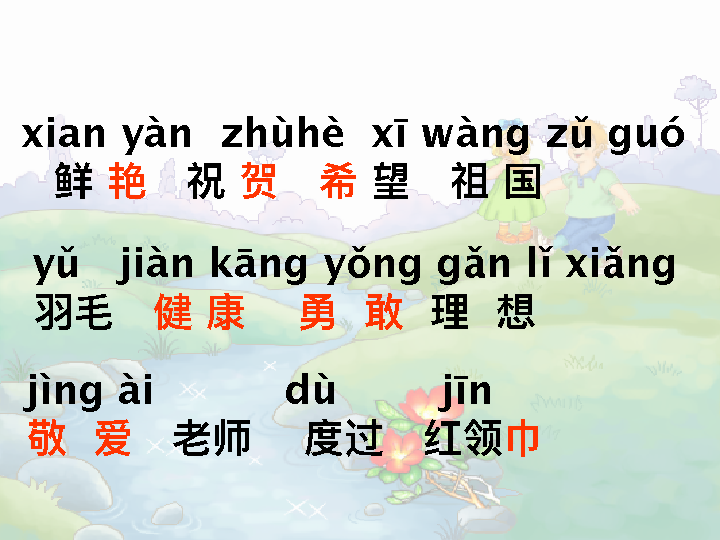 xian yàn zhùhè xī wàng zǔ guó
鲜 艳 祝 贺 希 望 祖 国
yǔ jiàn kāng yǒng gǎn lǐ xiǎng
羽毛 健 康 勇 敢 理 想
jìng ài dù jīn
敬 爱 老师 度过 红领巾